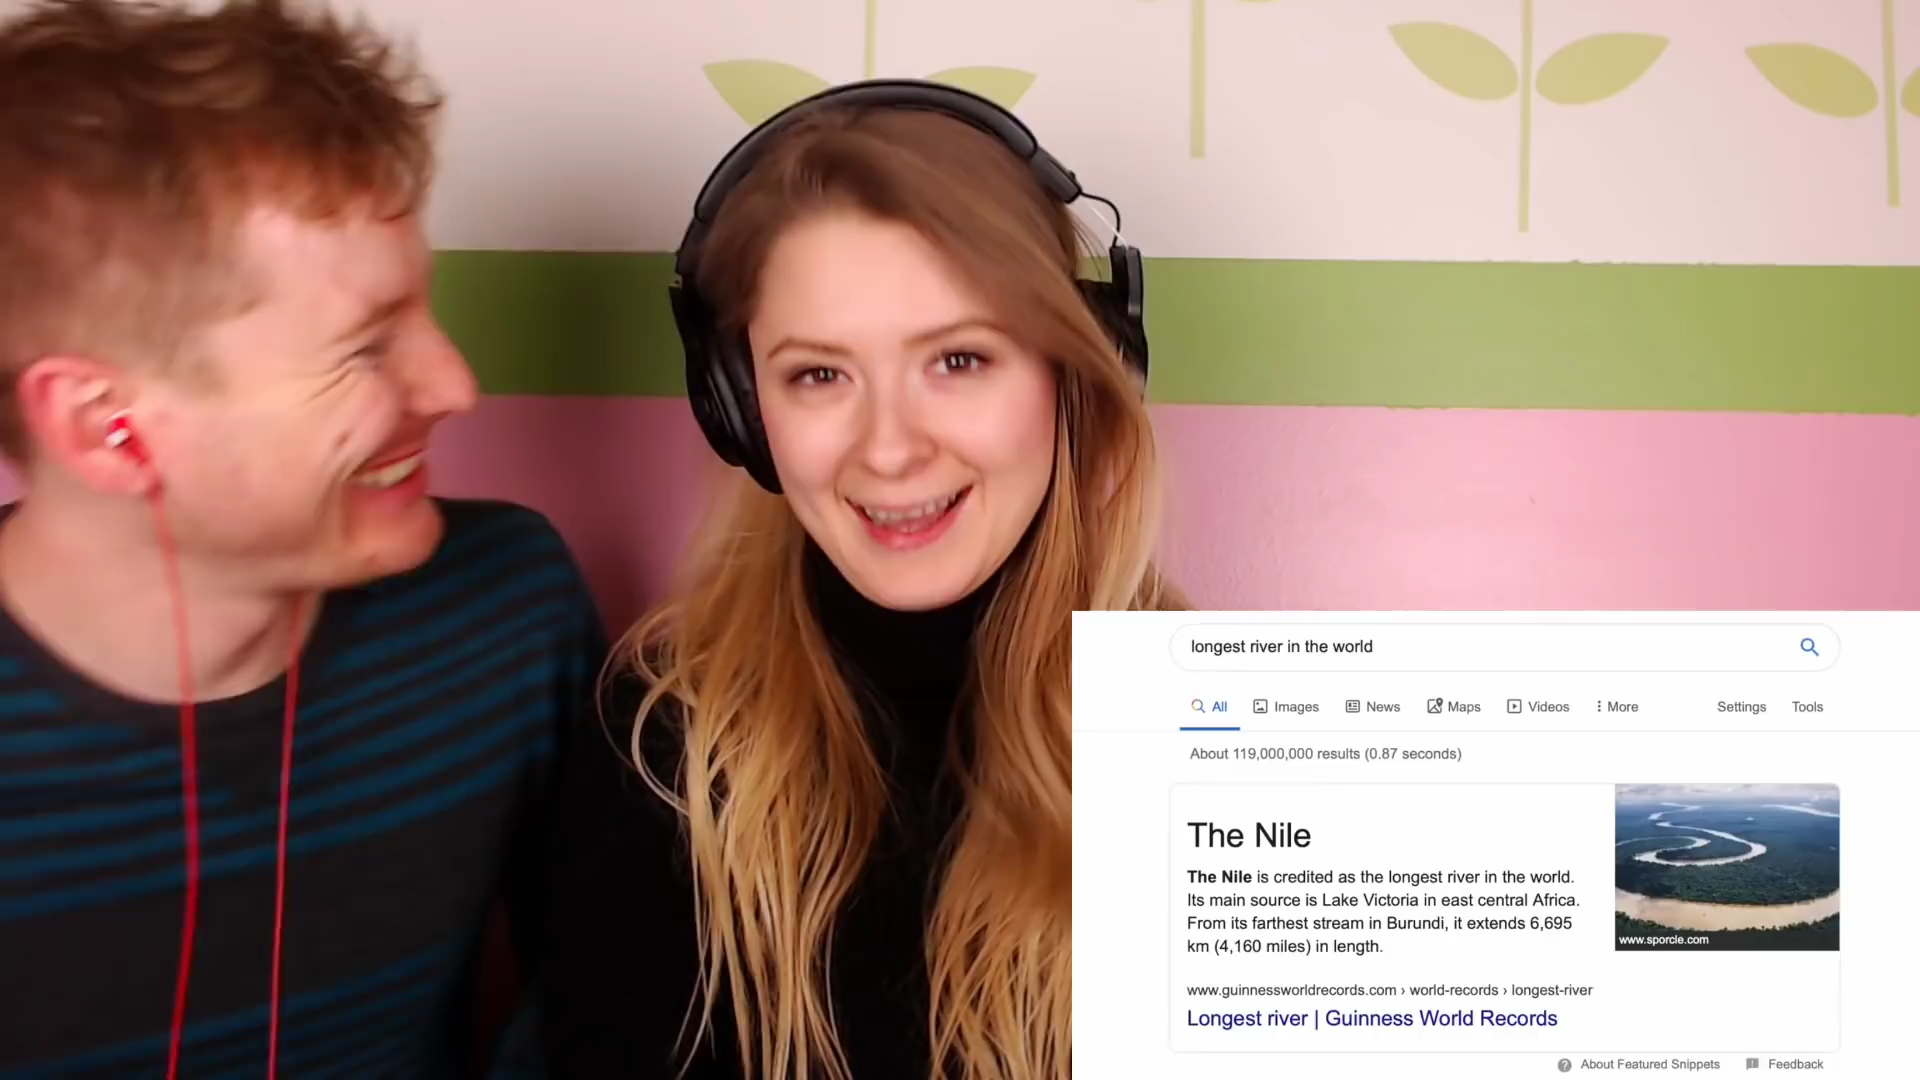 longest river in the world
All Images News Maps Videos More Settings Tools
About 119,000,000 results (0.87 seconds)
The Nile
The Nile is credited as the longest river in the world.
Its main source is Lake Victoria in east central Africa.
From its farthest stream in Burundi, it extends 6,695
km (4,160 miles) in length.
www.sporcle.com
www.guinnessworldrecords.com › world-records › longest-river
Longest river | Guinness World Records
About Featured Snippets Feedback